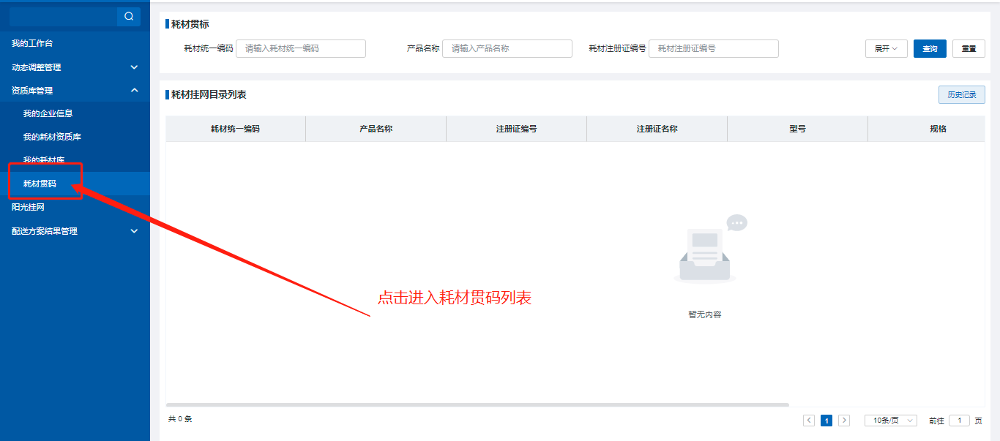 我的工作台
动态调整管理
资质库管理
我的企业信息
我的耗材资质库
我的耗材库
耗材贯码
阳光挂网
配送方案结果管理
耗材贯标
耗材统一编码 请输入耗材统一编码 产品名称 请输入产品名称 耗材注册证编号 耗材注册证编号 展开 查询 重置
耗材挂网目录列表 历史记录
耗材统一编码 产品名称 注册证编号 注册证名称 型号 规格
点击进入耗材贯码列表
暂无内容
共 0 条 1 10条/页 前往 1 页